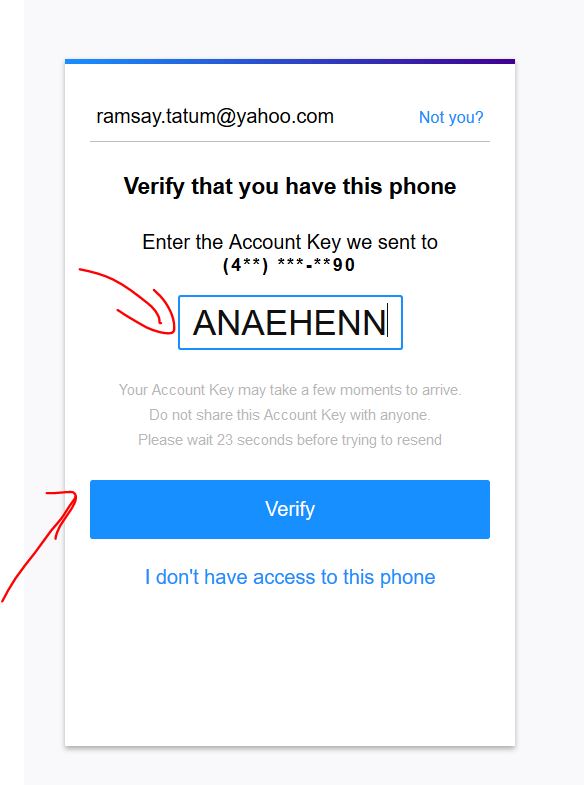 ramsay.tatum@yahoo.com Not you?
Verify that you have this phone
Enter the Account Key we sent to
(4**) ***-**90
ANAEHENN
Your Account Key may take a few moments to arrive.
Do not share this Account Key with anyone.
Please wait 23 seconds before trying to resend
Verify
I don't have access to this phone